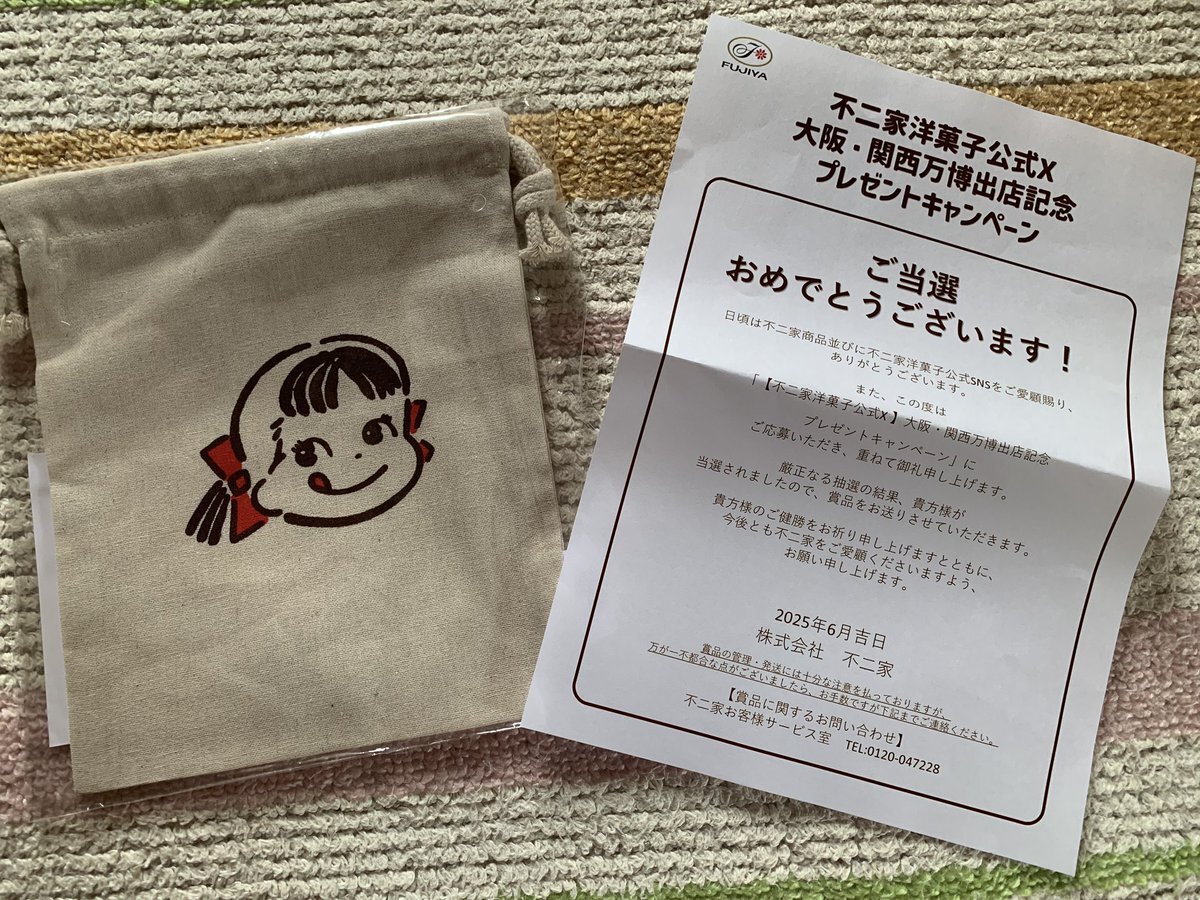 FUJIYA
不二家洋菓子公式X
大阪・関西万博出店記念
プレゼントキャンペーン
ご当選
おめでとうございます！
日頃は不二家商品並びに不二家洋菓子公式SNSをご愛顧賜り、
ありがとうございます。
また、この度は
「【不二家洋菓子公式X】大阪・関西万博出店記念
プレゼントキャンペーン」に
ご応募いただき、重ねて御礼申し上げます。
厳正なる抽選の結果、貴方様が
当選されましたので、賞品をお送りさせていただきます。
貴方様のご健勝をお祈り申し上げますとともに、
今後とも不二家をご愛顧くださいますよう、
お願い申し上げます。
2025年6月吉日
株式会社　不二家
賞品の管理・発送には十分な注意を払っておりますが、
万が一不都合な点がございましたら、お手数ですが下記までご連絡ください。
【賞品に関するお問い合わせ】
不二家お客様サービス室　TEL:0120-047228